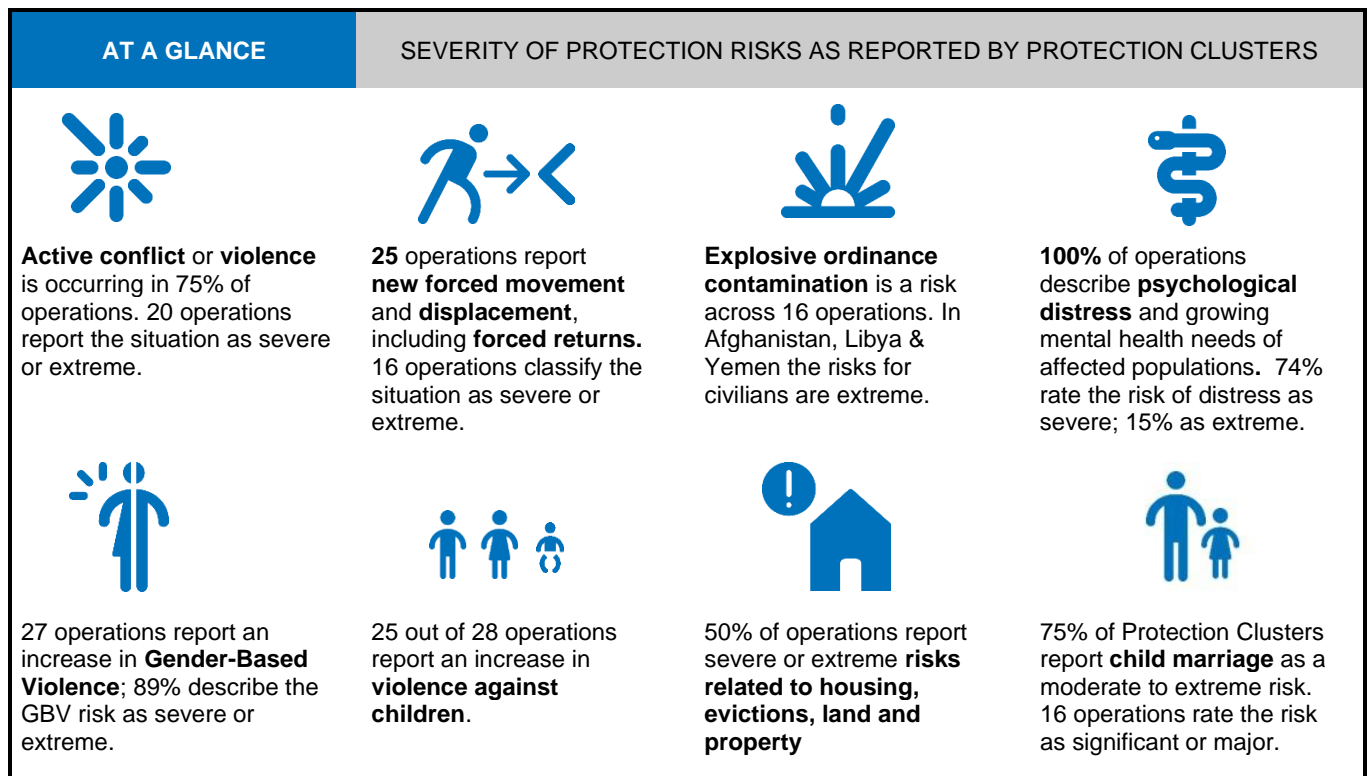 AT A GLANCE
SEVERITY OF PROTECTION RISKS AS REPORTED BY PROTECTION CLUSTERS
Active conflict or violence
is occurring in 75% of
operations. 20 operations
report the situation as severe
or extreme.
25 operations report
new forced movement
and displacement,
including forced returns.
16 operations classify the
situation as severe or
extreme.
Explosive ordinance
contamination is a risk
across 16 operations. In
Afghanistan, Libya &
Yemen the risks for
civilians are extreme.
100% of operations
describe psychological
distress and growing
mental health needs of
affected populations. 74%
rate the risk of distress as
severe; 15% as extreme.
27 operations report an
increase in Gender-Based
Violence; 89% describe the
GBV risk as severe or
extreme.
25 out of 28 operations
report an increase in
violence against
children.
50% of operations report
severe or extreme risks
related to housing,
evictions, land and
property
75% of Protection Clusters
report child marriage as a
moderate to extreme risk.
16 operations rate the risk
as significant or major.